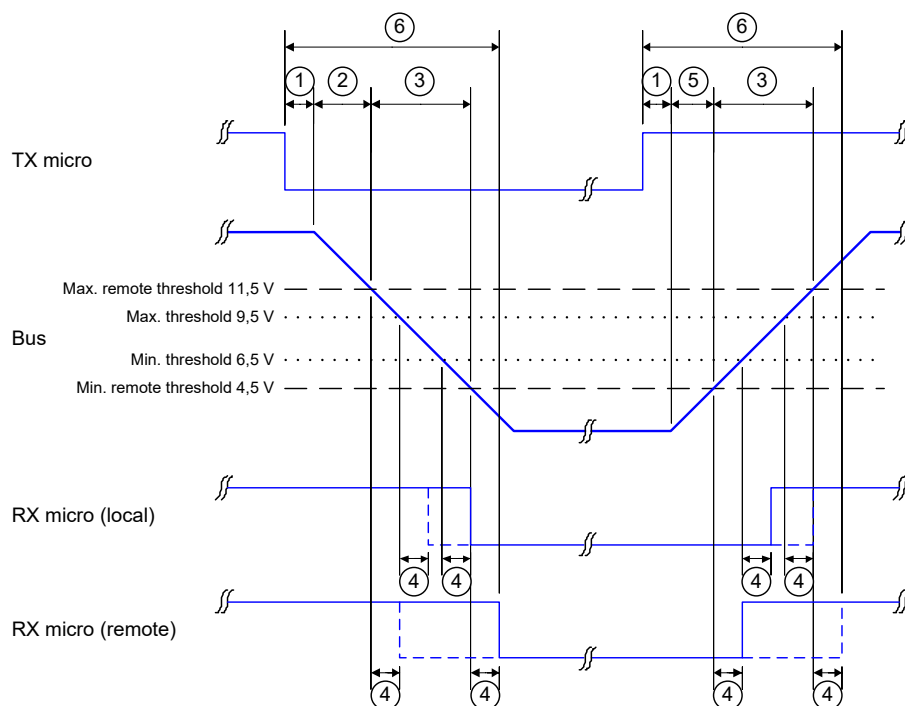 ⑥ ⑥
① ② ③ ① ⑤ ③
TX micro
Max. remote threshold 11,5 V
Max. threshold 9,5 V
Bus
Min. threshold 6,5 V
Min. remote threshold 4,5 V
RX micro (local)
④ ④ ④ ④
RX micro (remote)
④ ④ ④ ④